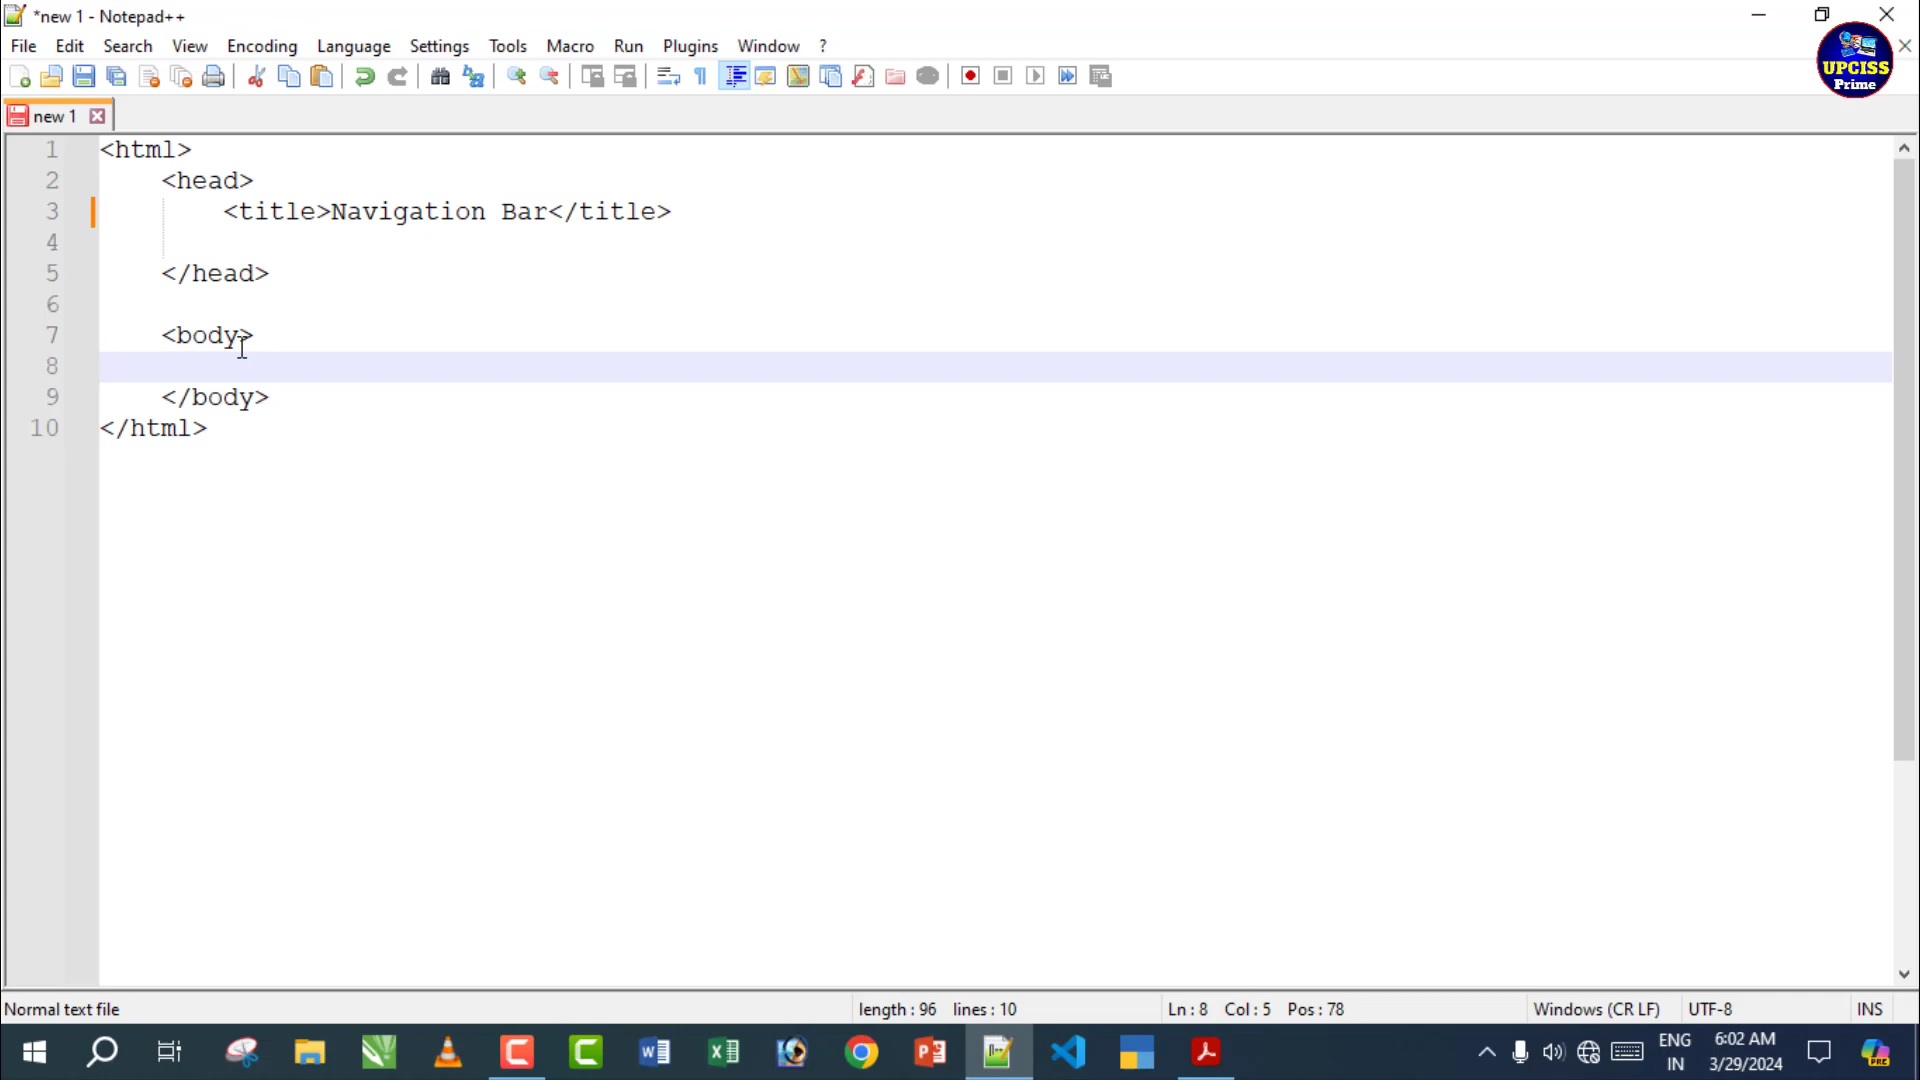 *new 1 - Notepad++
File Edit Search View Encoding Language Settings Tools Macro Run Plugins Window ?
UPCISS
Prime
new 1
1 <html>
2 <head>
3 <title>Navigation Bar</title>
4
5 </head>
6
7 <body>
8
9 </body>
10 </html>
Normal text file length : 96 lines : 10 Ln : 8 Col : 5 Pos : 78 Windows (CR LF) UTF-8 INS
ENG 6:02 AM
IN 3/29/2024
PRE